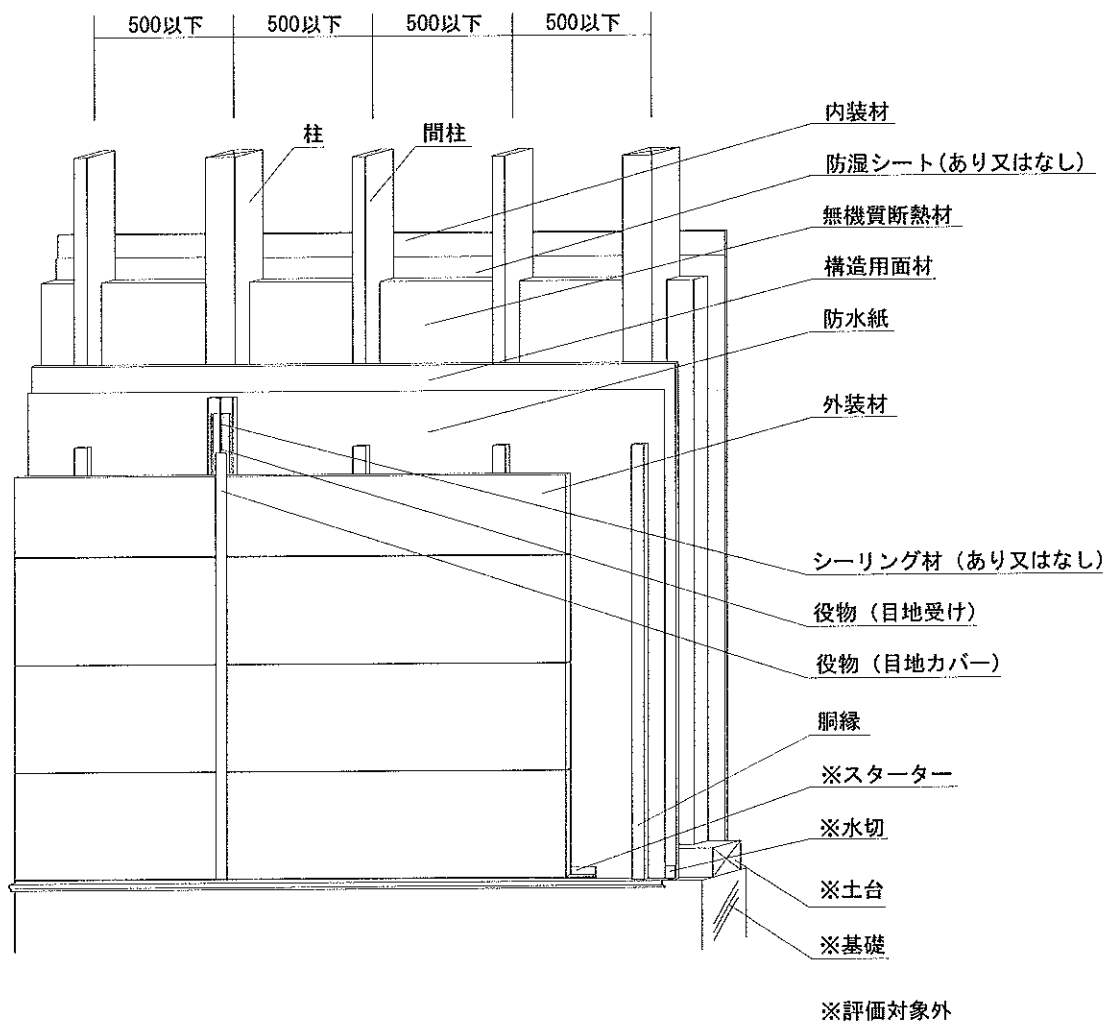 500以下 500以下 500以下 500以下
柱
間柱
内装材
防湿シート(あり又はなし)
無機質断熱材
構造用面材
防水紙
外装材
シーリング材（あり又はなし）
役物（目地受け）
役物（目地カバー）
胴縁
※スターター
※水切
※土台
※基礎
※評価対象外